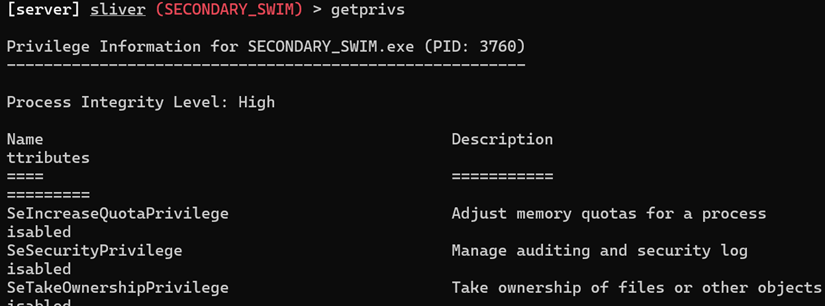 [server] sliver (SECONDARY_SWIM) > getprivs
Privilege Information for SECONDARY_SWIM.exe (PID: 3760)
--------------------------------------------------------
Process Integrity Level: High
Name Description
ttributes
==== ===========
=========
SeIncreaseQuotaPrivilege Adjust memory quotas for a process
isabled
SeSecurityPrivilege Manage auditing and security log
isabled
SeTakeOwnershipPrivilege Take ownership of files or other objects
isabled